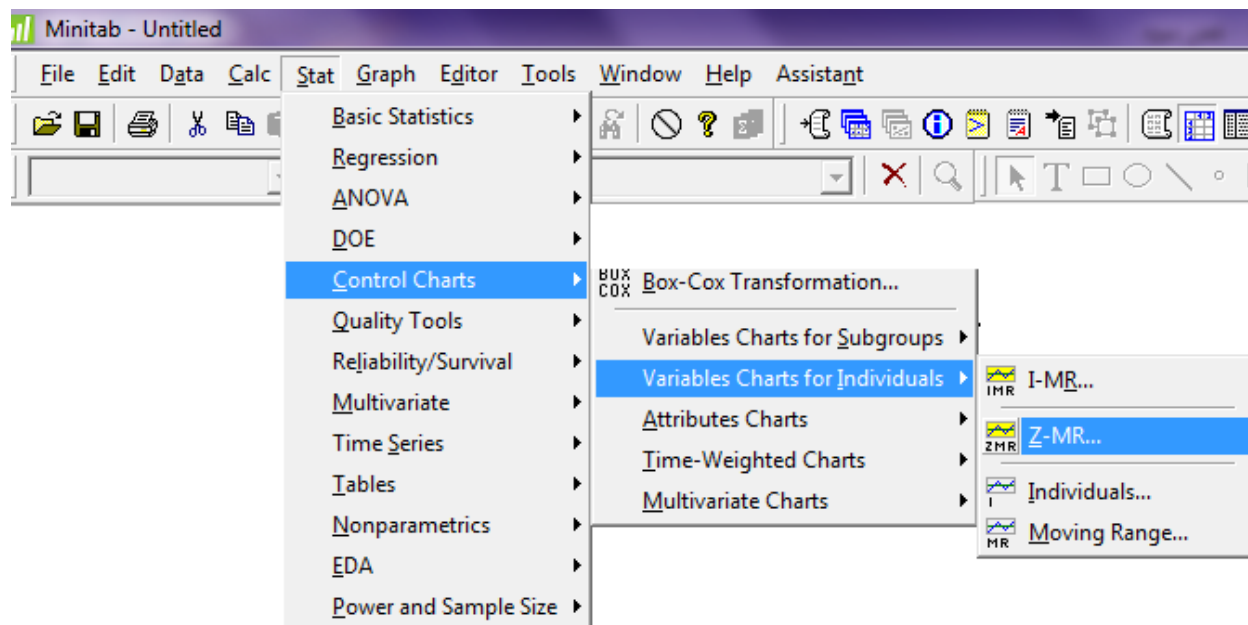 Minitab - Untitled
File Edit Data Calc Stat Graph Editor Tools Window Help Assistant
Basic Statistics
Regression
ANOVA
DOE
Control Charts
Quality Tools
Reliability/Survival
Multivariate
Time Series
Tables
Nonparametrics
EDA
Power and Sample Size
BOX COX Box-Cox Transformation...
Variables Charts for Subgroups
Variables Charts for Individuals
Attributes Charts
Time-Weighted Charts
Multivariate Charts
IMR I-MR...
ZMR Z-MR...
I Individuals...
MR Moving Range...